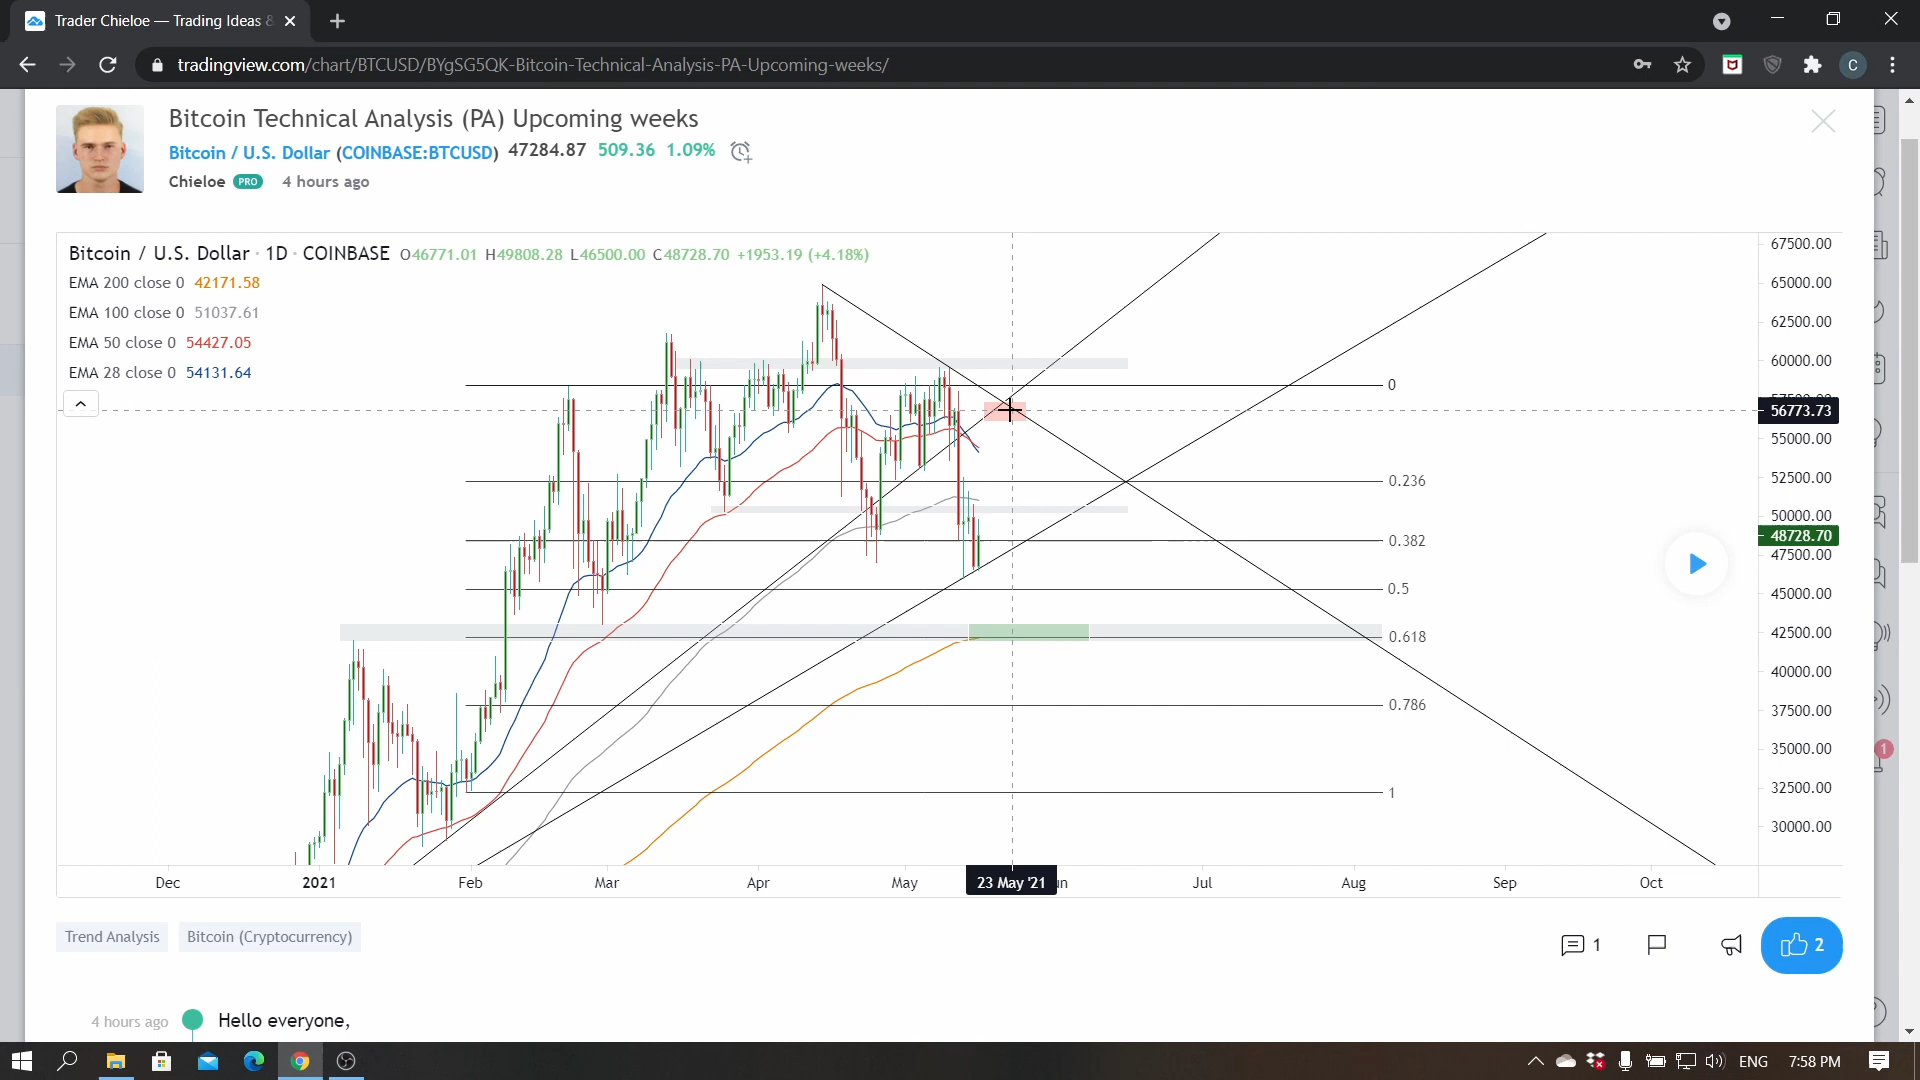 Trader Chieloe — Trading Ideas &
tradingview.com/chart/BTCUSD/BYgSG5QK-Bitcoin-Technical-Analysis-PA-Upcoming-weeks/
C
Bitcoin Technical Analysis (PA) Upcoming weeks
Bitcoin / U.S. Dollar (COINBASE:BTCUSD) 47284.87 509.36 1.09%
Chieloe PRO 4 hours ago
Bitcoin / U.S. Dollar · 1D · COINBASE O46771.01 H49808.28 L46500.00 C48728.70 +1953.19 (+4.18%)
EMA 200 close 0 42171.58
EMA 100 close 0 51037.61
EMA 50 close 0 54427.05
EMA 28 close 0 54131.64
67500.00
65000.00
62500.00
60000.00
56773.73
55000.00
52500.00
50000.00
48728.70
47500.00
45000.00
42500.00
40000.00
37500.00
35000.00
32500.00
30000.00
0
0.236
0.382
0.5
0.618
0.786
1
Dec 2021 Feb Mar Apr May 23 May '21 Jul Aug Sep Oct
1
Trend Analysis Bitcoin (Cryptocurrency)
1
2
4 hours ago Hello everyone,
ENG 7:58 PM